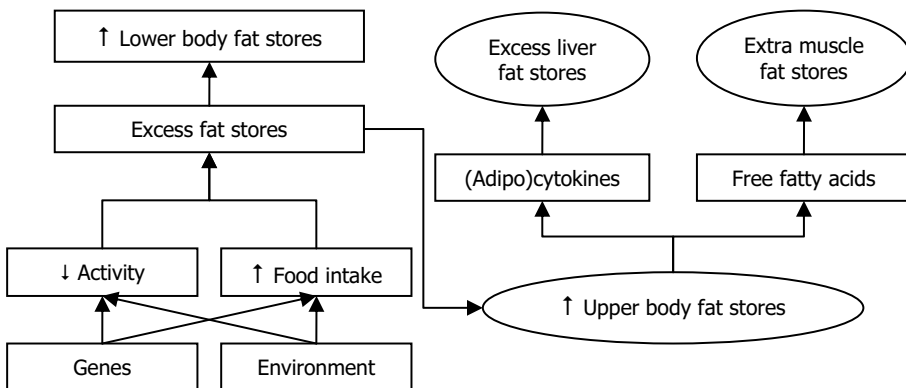 ↑ Lower body fat stores
Excess liver
fat stores
Extra muscle
fat stores
Excess fat stores
(Adipo)cytokines
Free fatty acids
↓ Activity
↑ Food intake
↑ Upper body fat stores
Genes
Environment